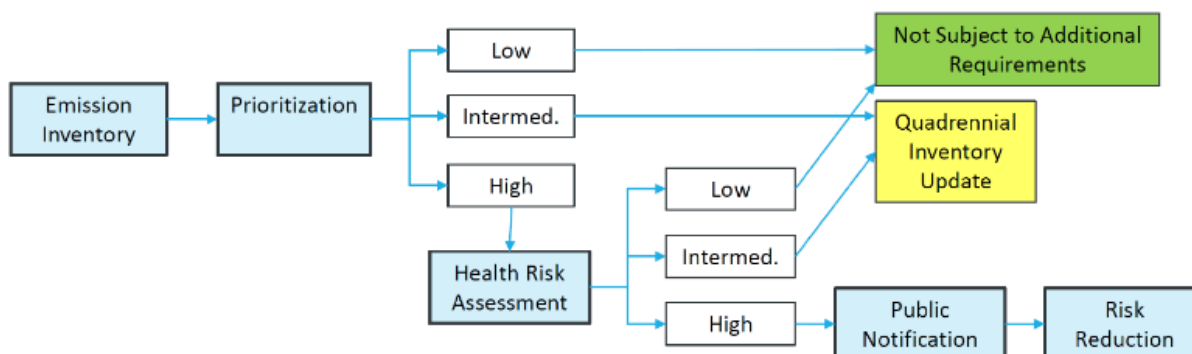 Emission
Inventory
Prioritization
Low
Intermed.
High
Health Risk
Assessment
Low
Intermed.
High
Not Subject to Additional
Requirements
Quadrennial
Inventory
Update
Public
Notification
Risk
Reduction